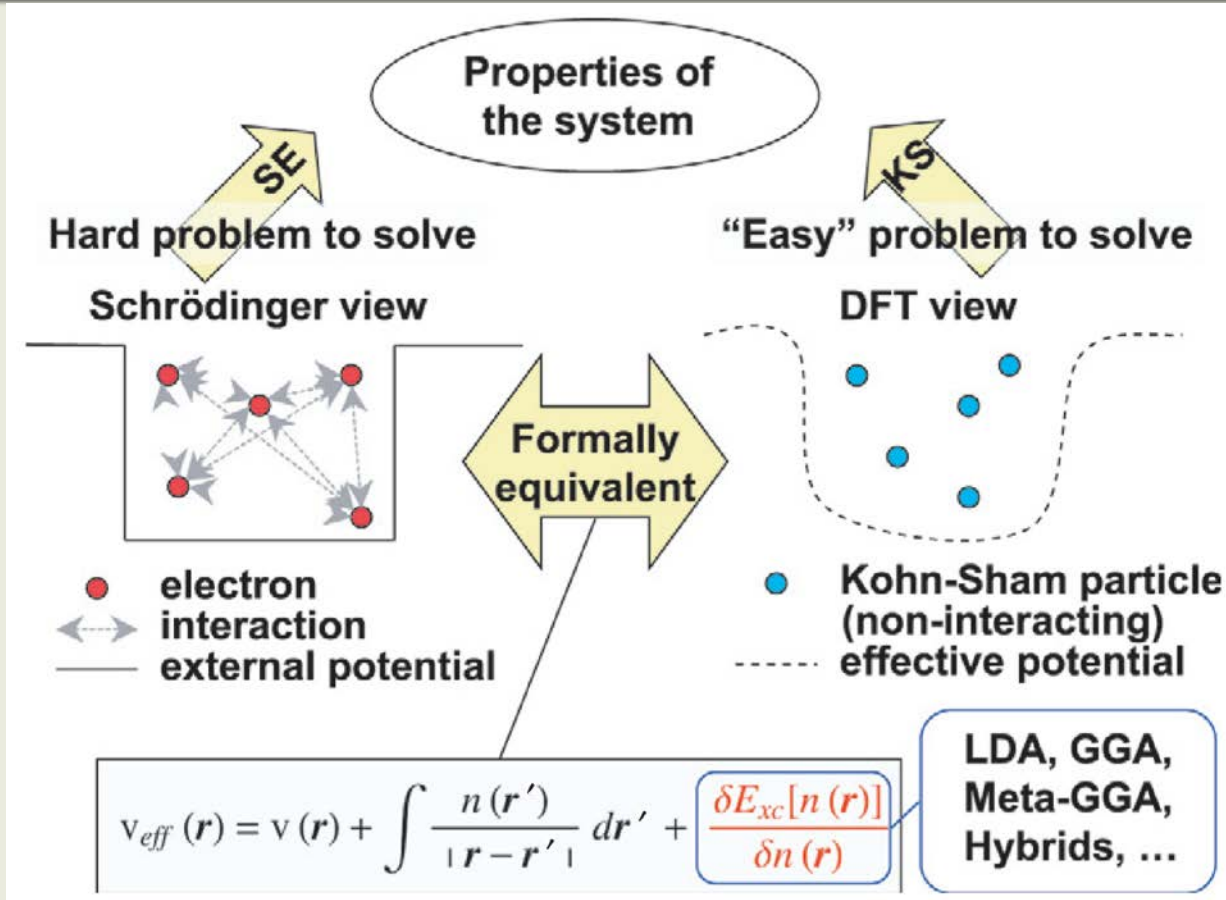 Properties of
the system
SE
KS
Hard problem to solve
“Easy” problem to solve
Schrödinger view
DFT view
Formally
equivalent
electron
interaction
external potential
Kohn-Sham particle
(non-interacting)
effective potential
v_eff (r) = v (r) + ∫ n (r′) / | r − r′ | dr′ + δE_xc[n (r)] / δn (r)
LDA, GGA,
Meta-GGA,
Hybrids, ...